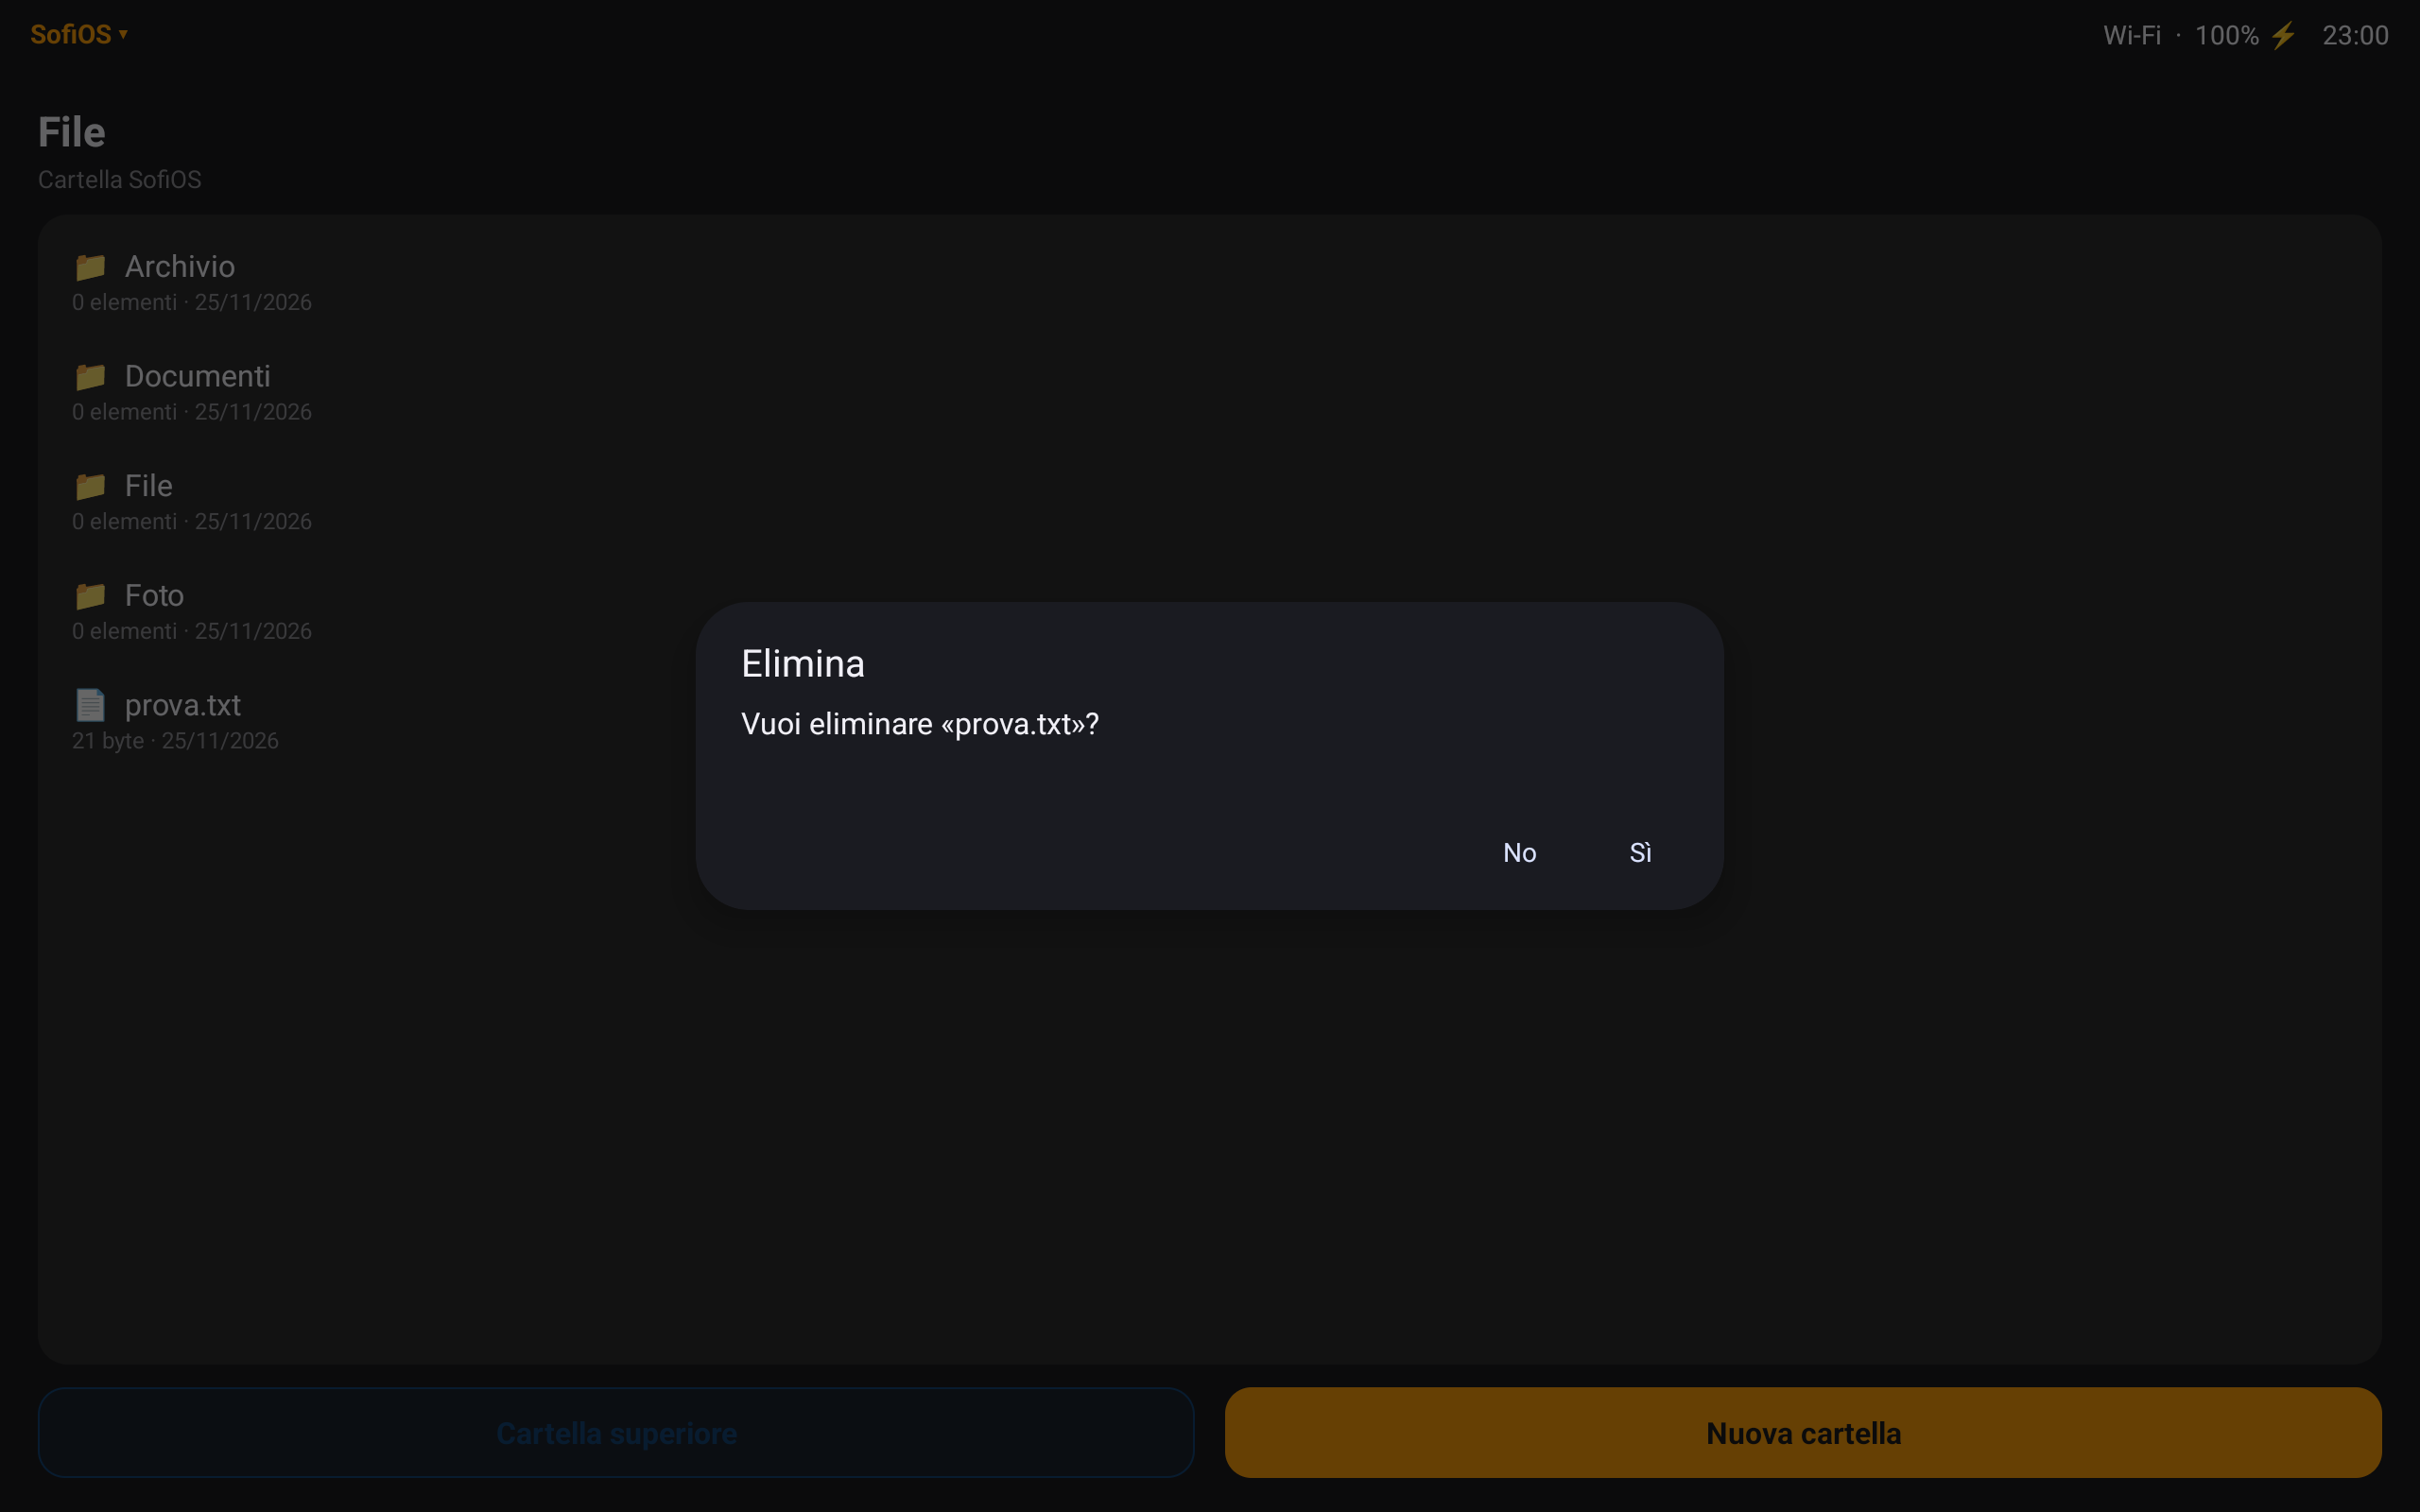 SofiOS ▾
Wi-Fi · 100% ⚡ 23:00
File
Cartella SofiOS
Archivio
0 elementi · 25/11/2026
Documenti
0 elementi · 25/11/2026
File
0 elementi · 25/11/2026
Foto
0 elementi · 25/11/2026
prova.txt
21 byte · 25/11/2026
Elimina
Vuoi eliminare «prova.txt»?
No Sì
Cartella superiore
Nuova cartella